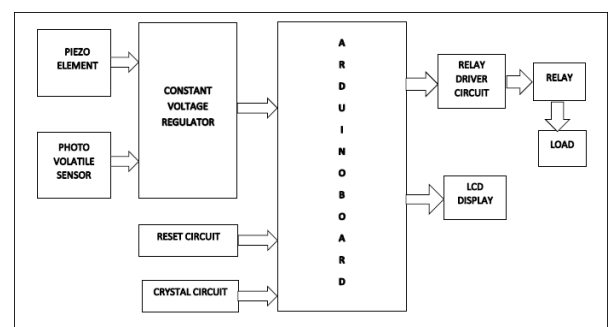 PIEZO
ELEMENT
PHOTO
VOLATILE
SENSOR
CONSTANT
VOLTAGE
REGULATOR
RESET CIRCUIT
CRYSTAL CIRCUIT
A
R
D
U
I
N
O
B
O
A
R
D
RELAY
DRIVER
CIRCUIT
RELAY
LOAD
LCD
DISPLAY